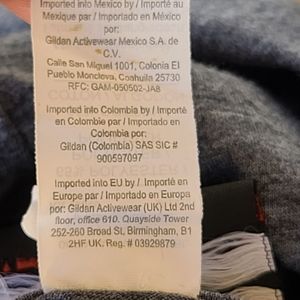 Imported into Mexico by / Importé au
Mexique par / Importado en México
por:
Gildan Activewear Mexico S.A. de
C.V.
Calle San Miguel 1001, Colonia El
Pueblo Monclova, Coahuila 25730
RFC: GAM-050502-JA8
Imported into Colombia by / Importé
en Colombie par / Importado en
Colombia por:
Gildan (Colombia) SAS SIC #
900597097
Imported into EU by / Importé en
Europe par / Importado en Europa
por: Gildan Activewear (UK) Ltd 2nd
floor, office 610. Quayside Tower
252-260 Broad St, Birmingham, B1
2HF UK. Reg. # 03929879